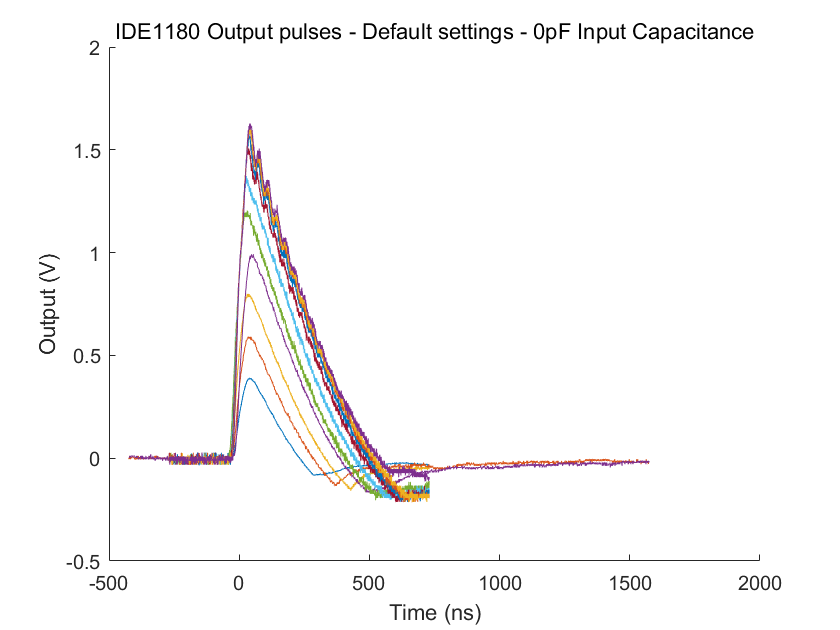 IDE1180 Output pulses - Default settings - 0pF Input Capacitance
2
1.5
1
0.5
0
-0.5
Output (V)
-500 0 500 1000 1500 2000
Time (ns)